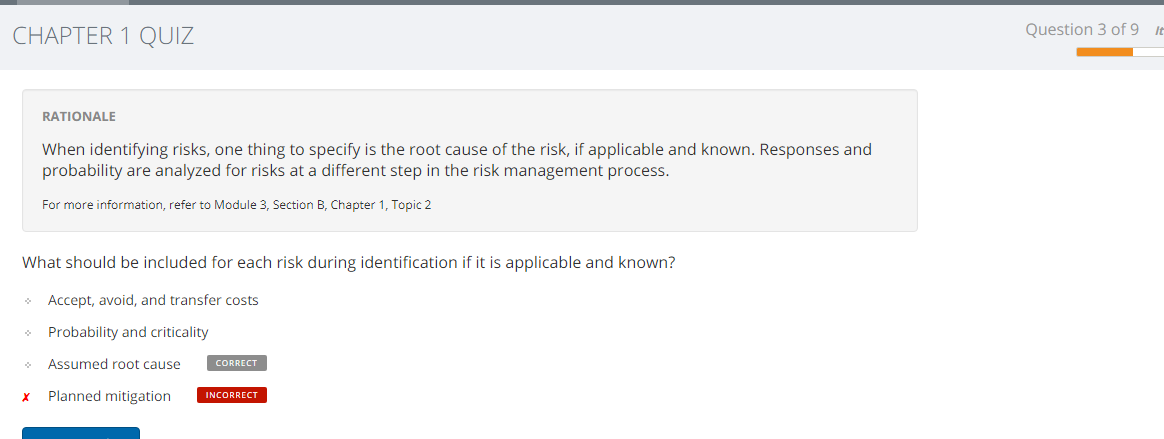 CHAPTER 1 QUIZ
Question 3 of 9
RATIONALE
When identifying risks, one thing to specify is the root cause of the risk, if applicable and known. Responses and
probability are analyzed for risks at a different step in the risk management process.
For more information, refer to Module 3, Section B, Chapter 1, Topic 2
What should be included for each risk during identification if it is applicable and known?
Accept, avoid, and transfer costs
Probability and criticality
Assumed root cause CORRECT
✗ Planned mitigation INCORRECT